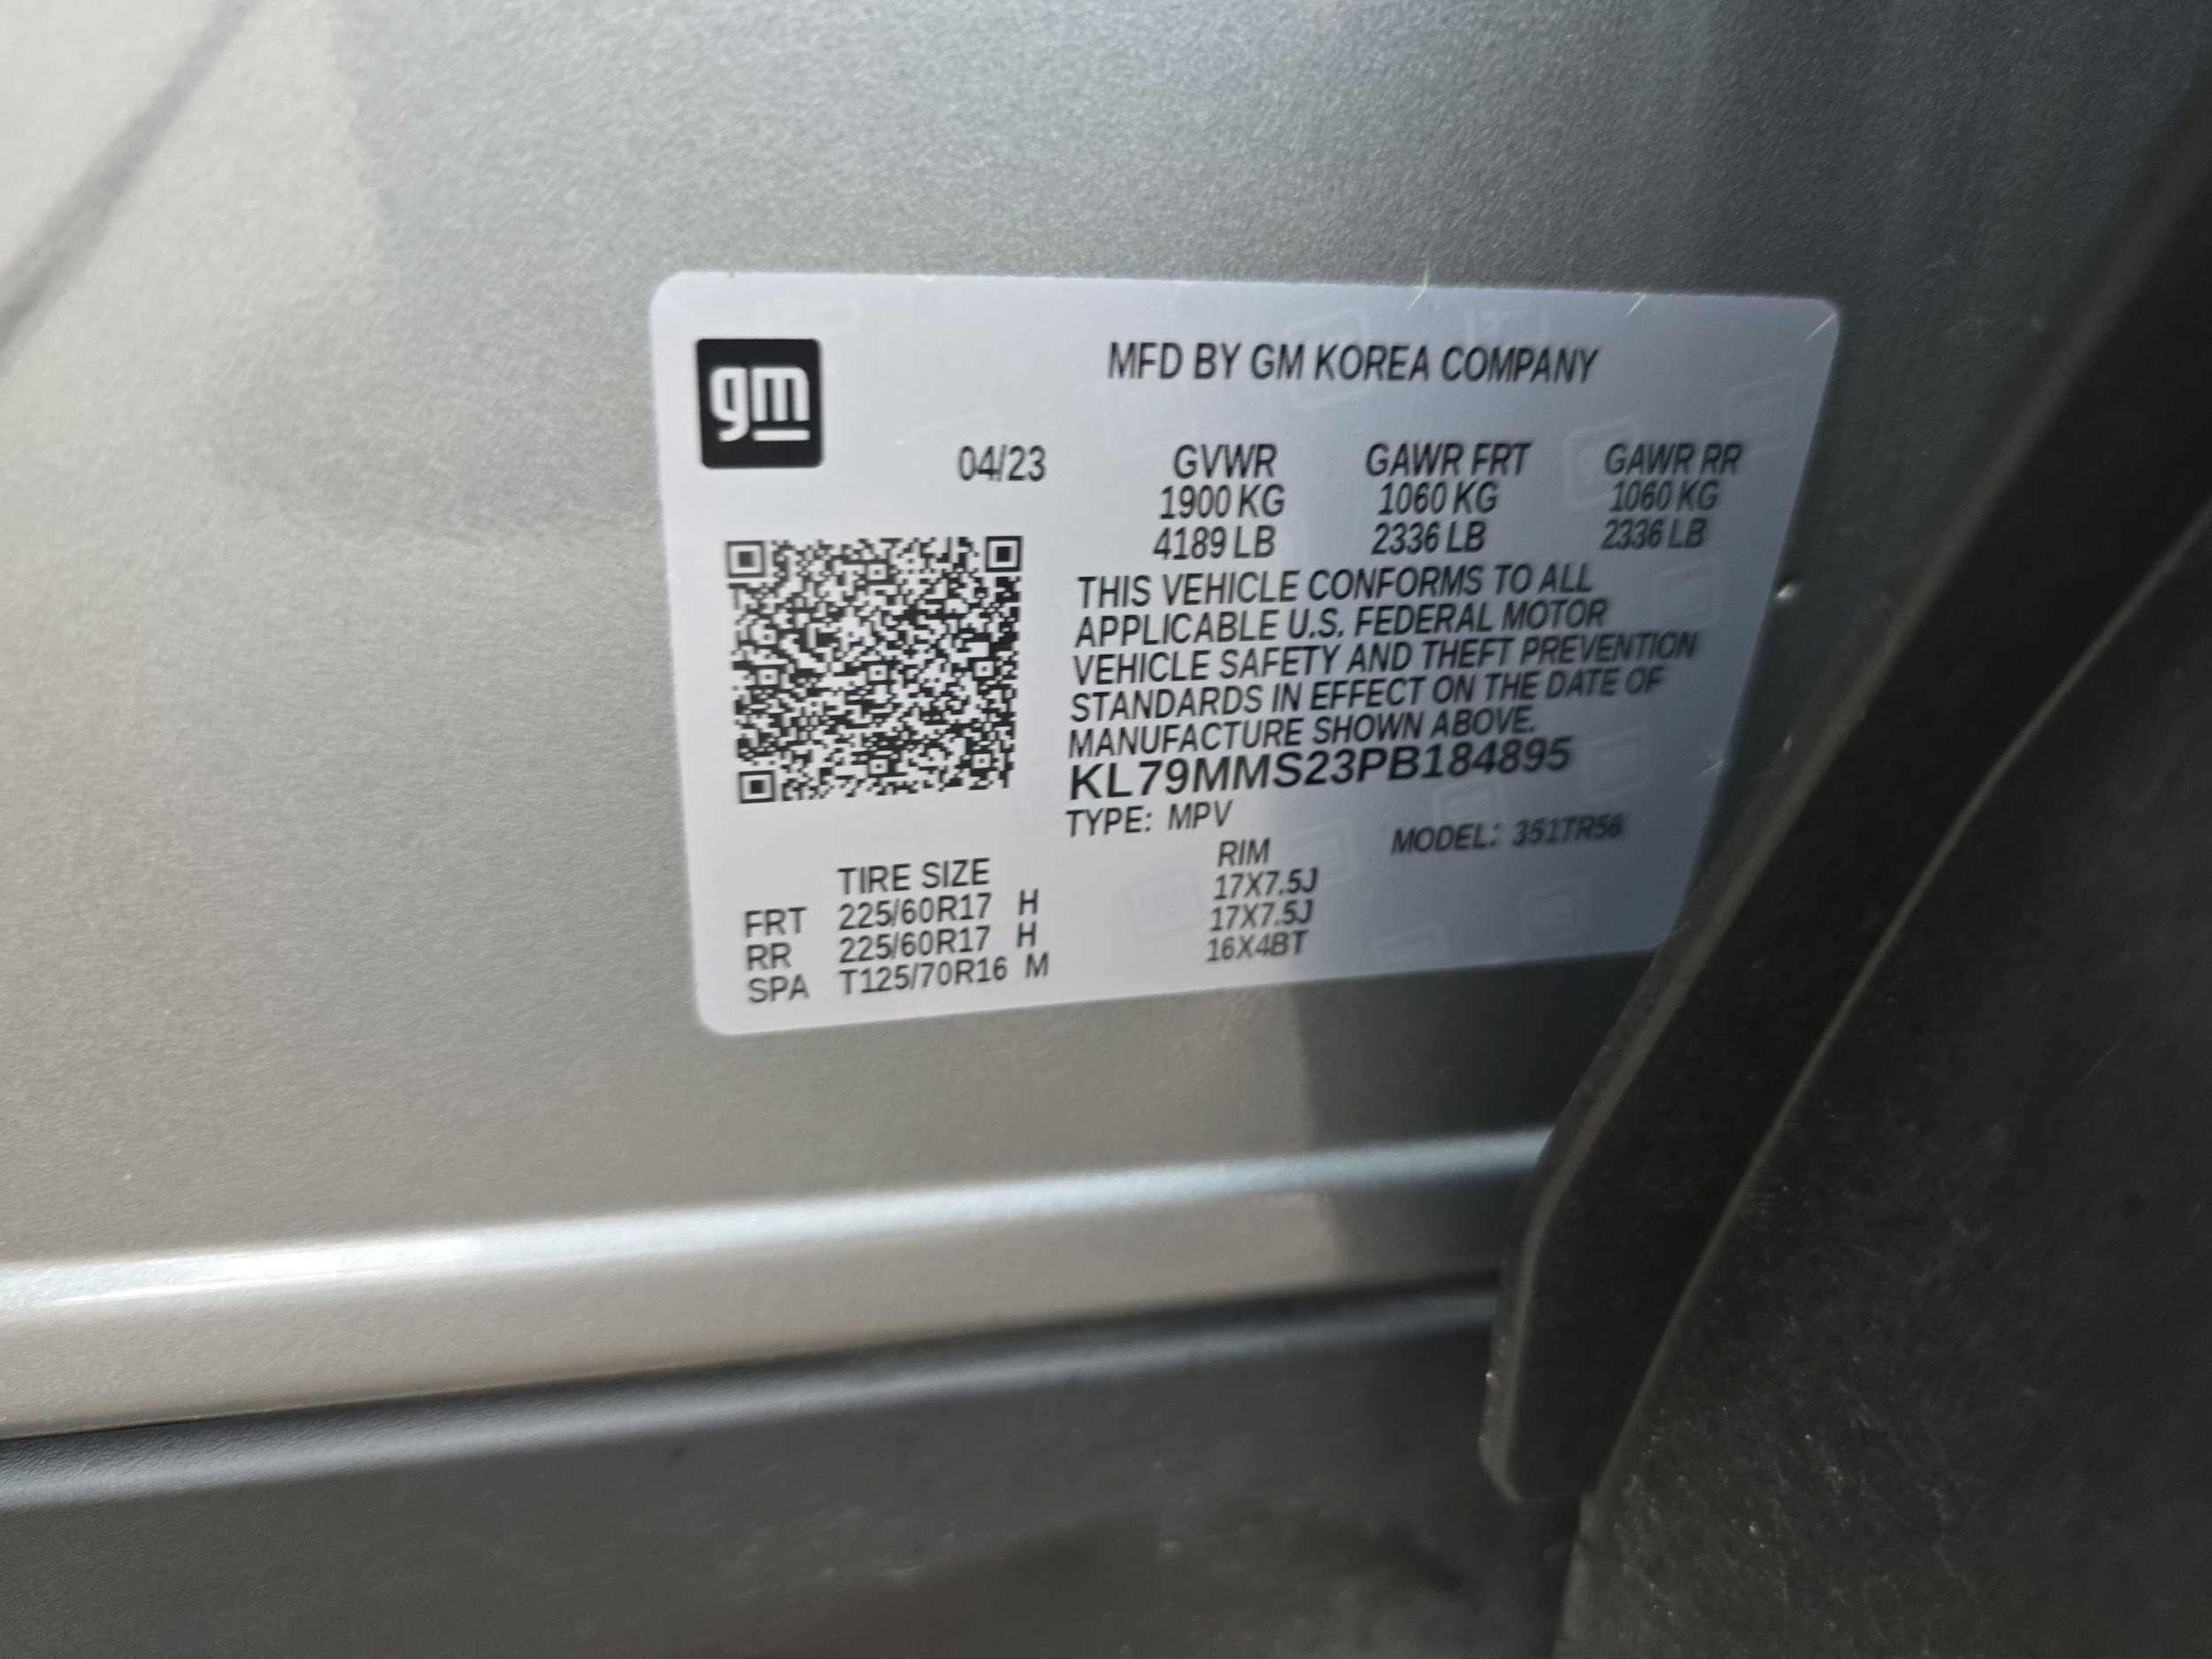 gm
MFD BY GM KOREA COMPANY
04/23 GVWR GAWR FRT GAWR RR
1900 KG 1060 KG 1060 KG
4189 LB 2336 LB 2336 LB
THIS VEHICLE CONFORMS TO ALL
APPLICABLE U.S. FEDERAL MOTOR
VEHICLE SAFETY AND THEFT PREVENTION
STANDARDS IN EFFECT ON THE DATE OF
MANUFACTURE SHOWN ABOVE.
KL79MMS23PB184895
TYPE: MPV MODEL: 351TR56
TIRE SIZE RIM
FRT 225/60R17 H 17X7.5J
RR 225/60R17 H 17X7.5J
SPA T125/70R16 M 16X4BT